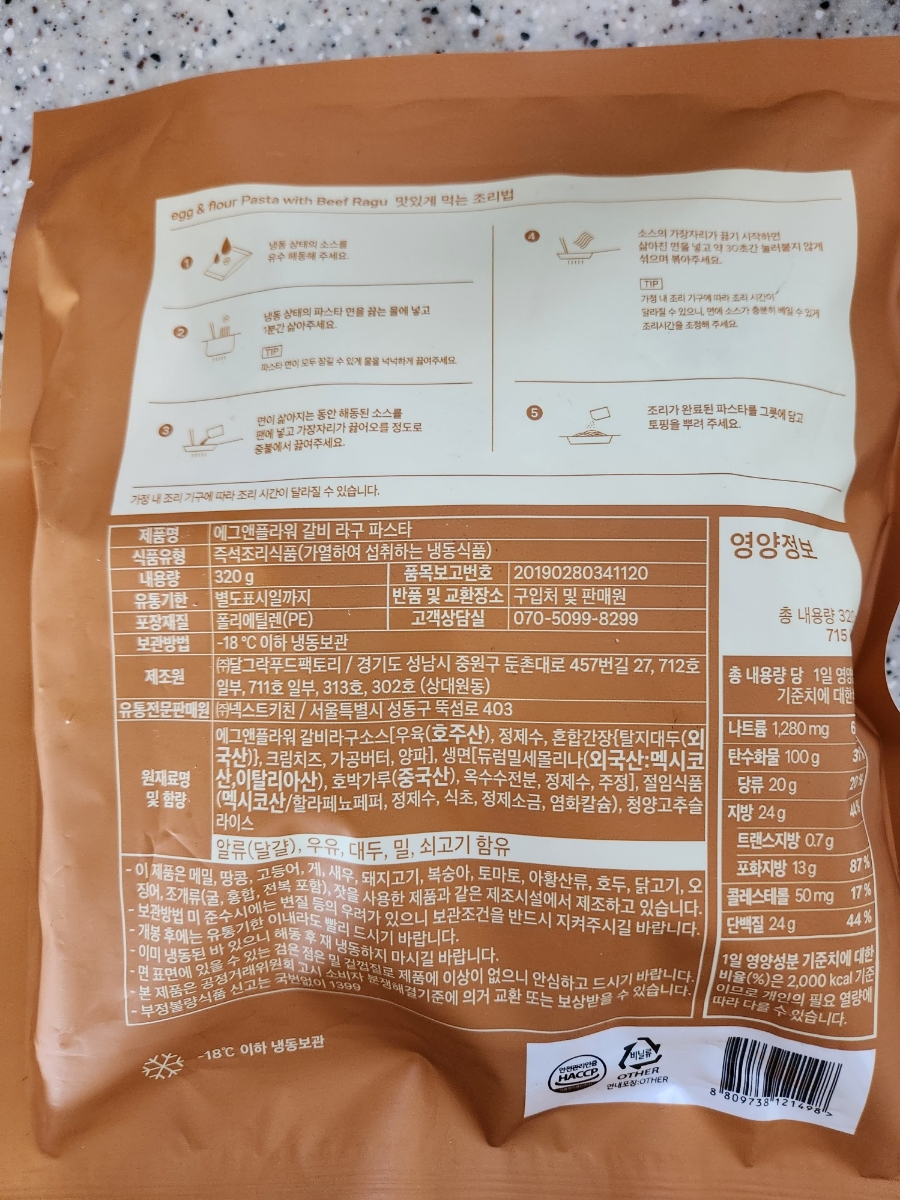 egg & flour Pasta with Beef Ragu 맛있게 먹는 조리법
1
냉동 상태의 소스를
유수 해동해 주세요.
2
냉동 상태의 파스타 면을 끓는 물에 넣고
1분간 삶아주세요.
TIP
파스타 면이 모두 잠길 수 있게 물을 넉넉하게 끓여주세요.
3
면이 삶아지는 동안 해동된 소스를
팬에 넣고 가장자리가 끓어오를 정도로
중불에서 끓여주세요.
4
소스의 가장자리가 끓기 시작하면
삶아진 면을 넣고 약 30초간 눌러붙지 않게
섞으며 볶아주세요.
TIP
가정 내 조리 기구에 따라 조리 시간이
달라질 수 있으니, 면에 소스가 충분히 베일 수 있게
조리시간을 조정해 주세요.
5
조리가 완료된 파스타를 그릇에 담고
토핑을 뿌려 주세요.
가정 내 조리 기구에 따라 조리 시간이 달라질 수 있습니다.
제품명 에그앤플라워 갈비 라구 파스타
식품유형 즉석조리식품(가열하여 섭취하는 냉동식품)
내용량 320 g 품목보고번호 20190280341120
유통기한 별도표시일까지 반품 및 교환장소 구입처 및 판매원
포장재질 폴리에틸렌(PE) 고객상담실 070-5099-8299
보관방법 -18 °C 이하 냉동보관
제조원 ㈜달그락푸드팩토리 / 경기도 성남시 중원구 둔촌대로 457번길 27, 712호
일부, 711호 일부, 313호, 302호 (상대원동)
유통전문판매원 ㈜넥스트키친 / 서울특별시 성동구 뚝섬로 403
원재료명 및 함량
에그앤플라워 갈비라구소스[우육(호주산), 정제수, 혼합간장{탈지대두(외
국산)}, 크림치즈, 가공버터, 양파], 생면[듀럼밀세몰리나(외국산:멕시코
산,이탈리아산), 호박가루(중국산), 옥수수전분, 정제수, 주정], 절임식품
(멕시코산/할라페뇨페퍼, 정제수, 식초, 정제소금, 염화칼슘), 청양고추슬
라이스
알류(달걀), 우유, 대두, 밀, 쇠고기 함유
- 이 제품은 메밀, 땅콩, 고등어, 게, 새우, 돼지고기, 복숭아, 토마토, 아황산류, 호두, 닭고기, 오
징어, 조개류(굴, 홍합, 전복 포함), 잣을 사용한 제품과 같은 제조시설에서 제조하고 있습니다.
- 보관방법 미 준수시에는 변질 등의 우려가 있으니 보관조건을 반드시 지켜주시길 바랍니다.
- 개봉 후에는 유통기한 이내라도 빨리 드시기 바랍니다.
- 이미 냉동된 바 있으니 해동 후 재 냉동하지 마시길 바랍니다.
- 면 표면에 있을 수 있는 검은 점은 밀 겉껍질로 제품에 이상이 없으니 안심하고 드시기 바랍니다.
- 본 제품은 공정거래위원회 고시 소비자 분쟁해결기준에 의거 교환 또는 보상받을 수 있습니다.
- 부정불량식품 신고는 국번없이 1399
-18℃ 이하 냉동보관
영양정보
총 내용량 32
715
총 내용량 당 1일 영양
기준치에 대한
나트륨 1,280 mg
탄수화물 100 g
당류 20 g 20%
지방 24 g
트랜스지방 0.7 g
포화지방 13 g 87 %
콜레스테롤 50 mg 17 %
단백질 24 g 44 %
1일 영양성분 기준치에 대한
비율(%)은 2,000 kcal 기준
이므로 개인의 필요 열량에
따라 다를 수 있습니다.
안전관리인증
HACCP
비닐류
OTHER
면내포장:OTHER
8 809738 121498 >